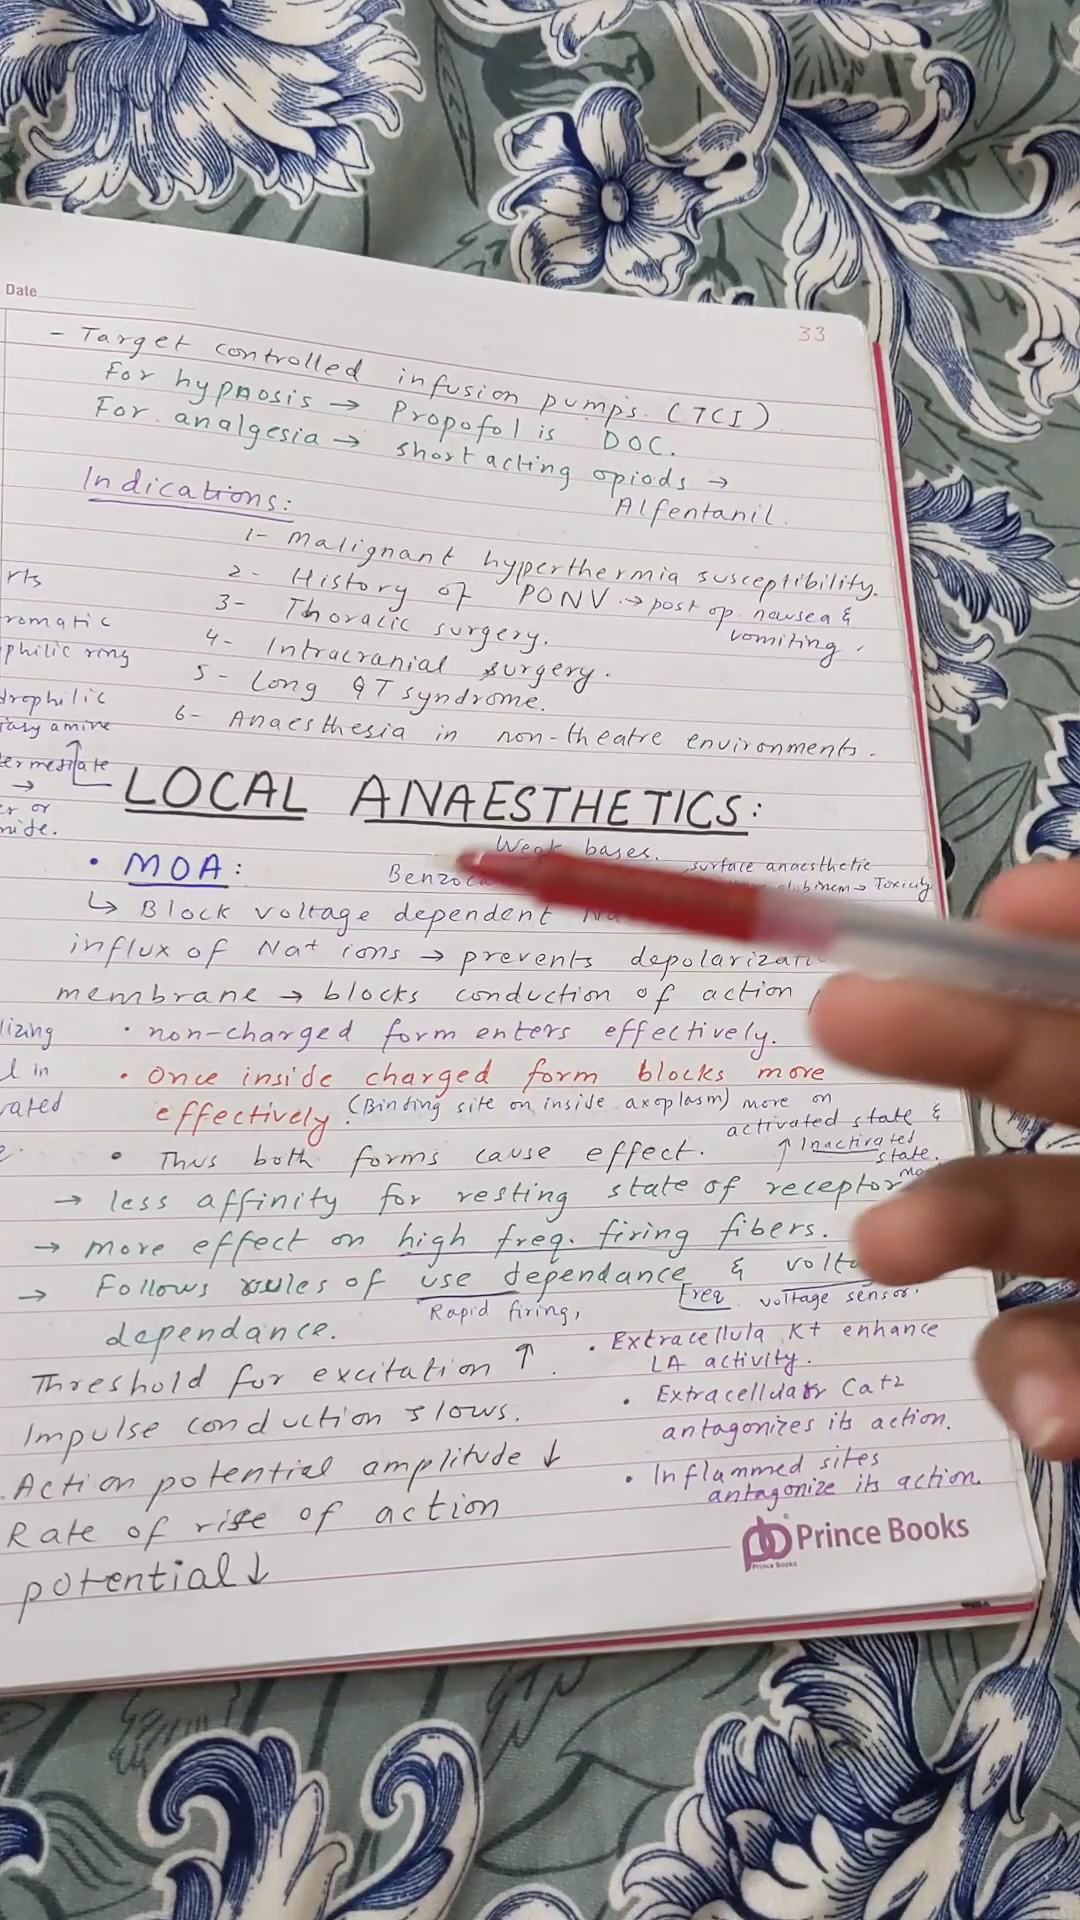 Date
33
- Target controlled infusion pumps. (TCI)
For hypnosis → Propofol is DOC.
For analgesia → short acting opiods →
Alfentanil.
Indications:
1- Malignant hyperthermia susceptibility.
2- History of PONV. → post op. nausea &
vomiting.
3- Thoracic surgery.
4- Intracranial surgery.
5- Long QT syndrome.
6- Anaesthesia in non-theatre environments.
LOCAL ANAESTHETICS:
Weak bases.
• MOA:
surface anaesthetic
→ Toxicity
↳ Block voltage dependent
influx of Na+ ions → prevents
membrane → blocks conduction of action
• non-charged form enters effectively.
• Once inside charged form blocks more
effectively. (Binding site on inside axoplasm) more on
activated state &
↑ Inactivated
state.
• Thus both forms cause effect.
→ less affinity for resting state of receptor
→ more effect on high freq. firing fibers.
→ Follows rules of use dependance &
Rapid firing, Freq voltage sensor.
dependance.
Threshold for excitation ↑
Impulse conduction slows.
Action potential amplitude ↓
Rate of rise of action
potential ↓
• Extracellula K+ enhance
LA activity.
• Extracellular Ca+2
antagonizes its action.
• Inflammed sites
antagonize its action.
Prince Books
Prince Books